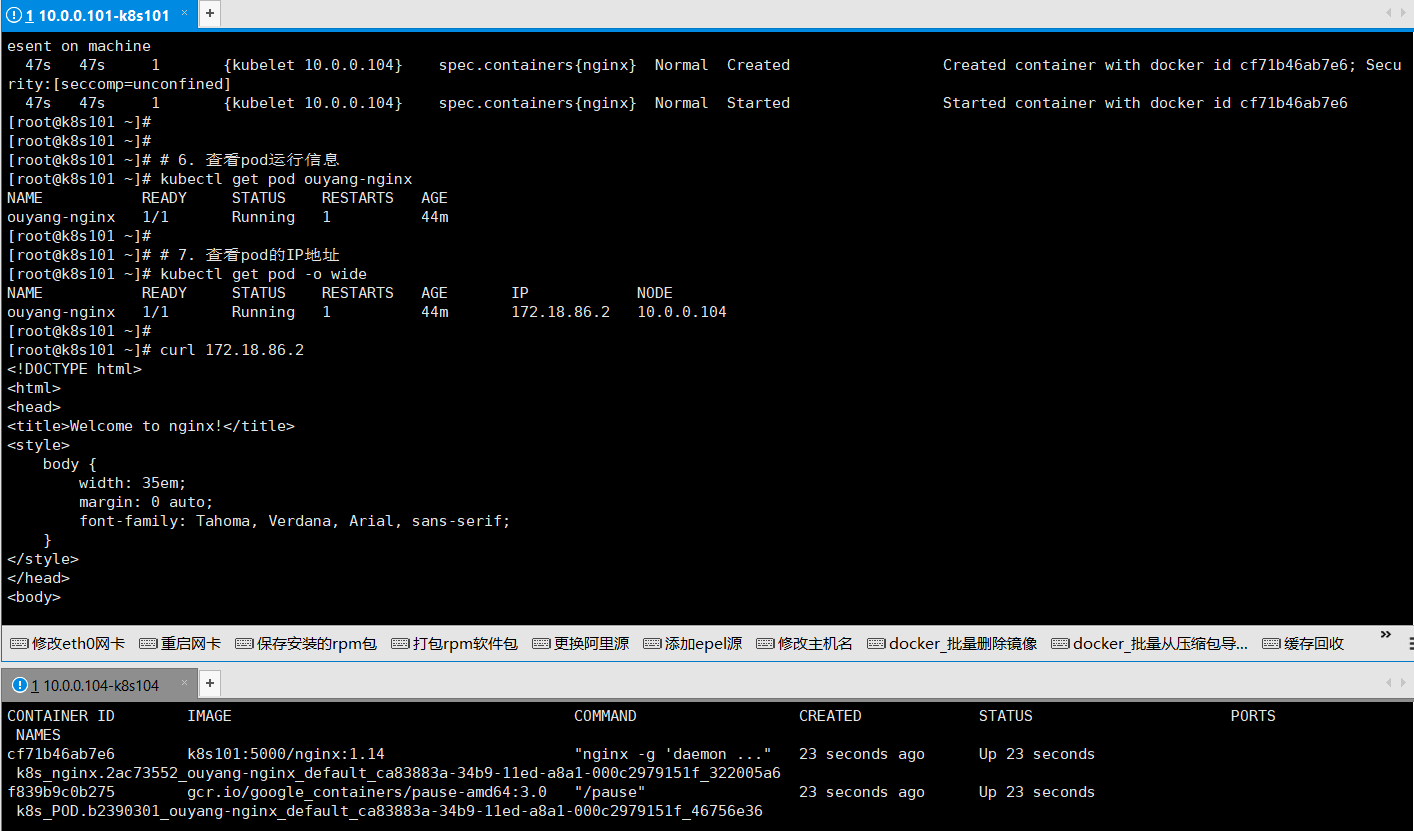 1 10.0.0.101-k8s101 × +
esent on machine
  47s   47s     1       {kubelet 10.0.0.104}    spec.containers{nginx}  Normal  Created                 Created container with docker id cf71b46ab7e6; Secu
rity:[seccomp=unconfined]
  47s   47s     1       {kubelet 10.0.0.104}    spec.containers{nginx}  Normal  Started                 Started container with docker id cf71b46ab7e6
[root@k8s101 ~]#
[root@k8s101 ~]#
[root@k8s101 ~]# # 6. 查看pod运行信息
[root@k8s101 ~]# kubectl get pod ouyang-nginx
NAME           READY     STATUS    RESTARTS   AGE
ouyang-nginx   1/1       Running   1          44m
[root@k8s101 ~]#
[root@k8s101 ~]# # 7. 查看pod的IP地址
[root@k8s101 ~]# kubectl get pod -o wide
NAME           READY     STATUS    RESTARTS   AGE       IP            NODE
ouyang-nginx   1/1       Running   1          44m       172.18.86.2   10.0.0.104
[root@k8s101 ~]#
[root@k8s101 ~]# curl 172.18.86.2
<!DOCTYPE html>
<html>
<head>
<title>Welcome to nginx!</title>
<style>
    body {
        width: 35em;
        margin: 0 auto;
        font-family: Tahoma, Verdana, Arial, sans-serif;
    }
</style>
</head>
<body>
修改eth0网卡 重启网卡 保存安装的rpm包 打包rpm软件包 更换阿里源 添加epel源 修改主机名 docker_批量删除镜像 docker_批量从压缩包导... 缓存回收 »
1 10.0.0.104-k8s104 × +
CONTAINER ID        IMAGE                                      COMMAND                  CREATED             STATUS                      PORTS
 NAMES
cf71b46ab7e6        k8s101:5000/nginx:1.14                     "nginx -g 'daemon ..."   23 seconds ago      Up 23 seconds
 k8s_nginx.2ac73552_ouyang-nginx_default_ca83883a-34b9-11ed-a8a1-000c2979151f_322005a6
f839b9c0b275        gcr.io/google_containers/pause-amd64:3.0   "/pause"                 23 seconds ago      Up 23 seconds
 k8s_POD.b2390301_ouyang-nginx_default_ca83883a-34b9-11ed-a8a1-000c2979151f_46756e36